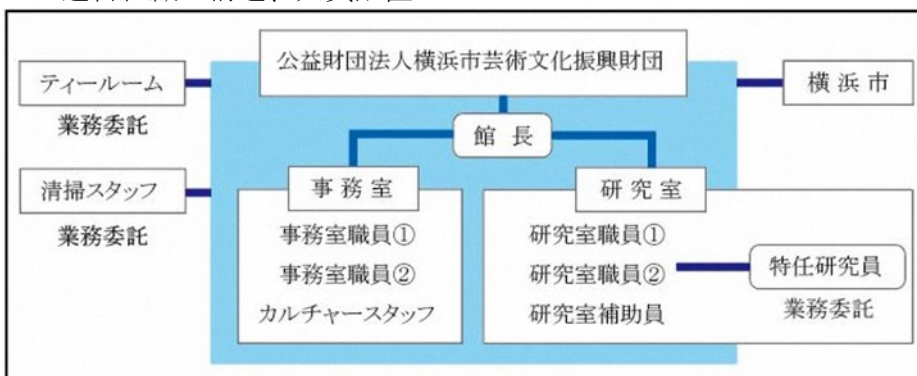 公益財団法人横浜市芸術文化振興財団
ティールーム
業務委託
横浜市
館長
清掃スタッフ
業務委託
事務室
事務室職員①
事務室職員②
カルチャースタッフ
研究室
研究室職員①
研究室職員②
研究室補助員
特任研究員
業務委託